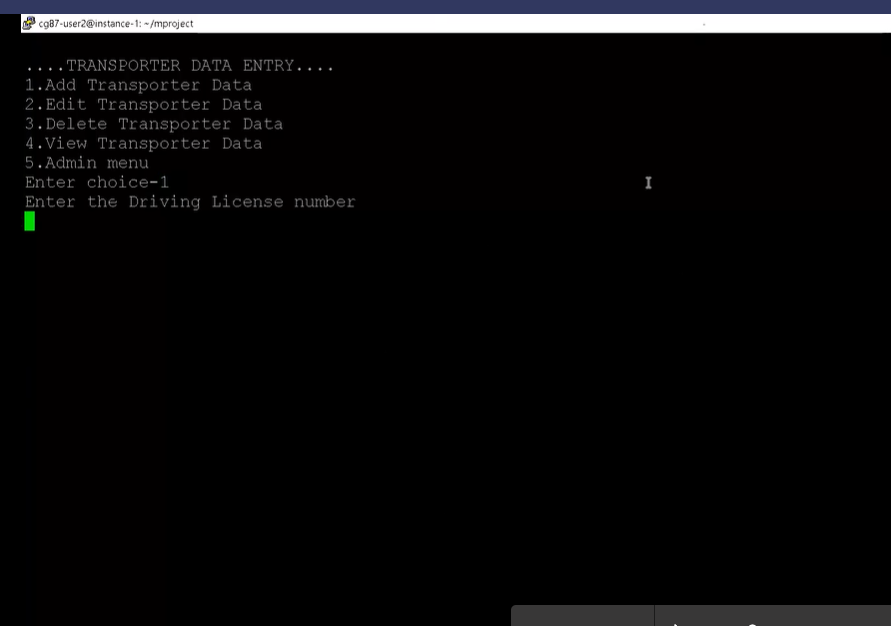 cg87-user2@instance-1: ~/mproject
....TRANSPORTER DATA ENTRY....
1.Add Transporter Data
2.Edit Transporter Data
3.Delete Transporter Data
4.View Transporter Data
5.Admin menu
Enter choice-1
Enter the Driving License number